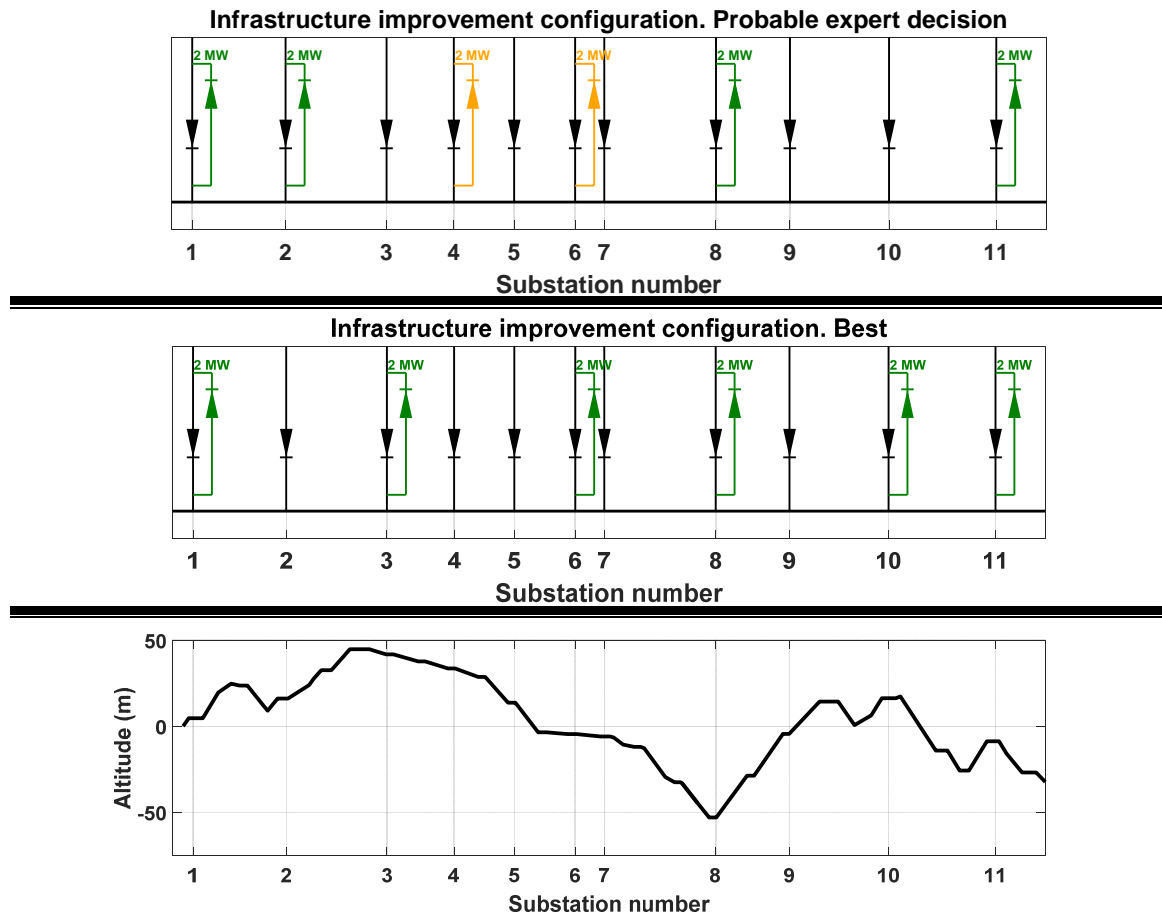 Infrastructure improvement configuration. Probable expert decision
2 MW 2 MW 2 MW 2 MW 2 MW 2 MW
1 2 3 4 5 6 7 8 9 10 11
Substation number
Infrastructure improvement configuration. Best
2 MW 2 MW 2 MW 2 MW 2 MW 2 MW
1 2 3 4 5 6 7 8 9 10 11
Substation number
50
0
-50
Altitude (m)
1 2 3 4 5 6 7 8 9 10 11
Substation number